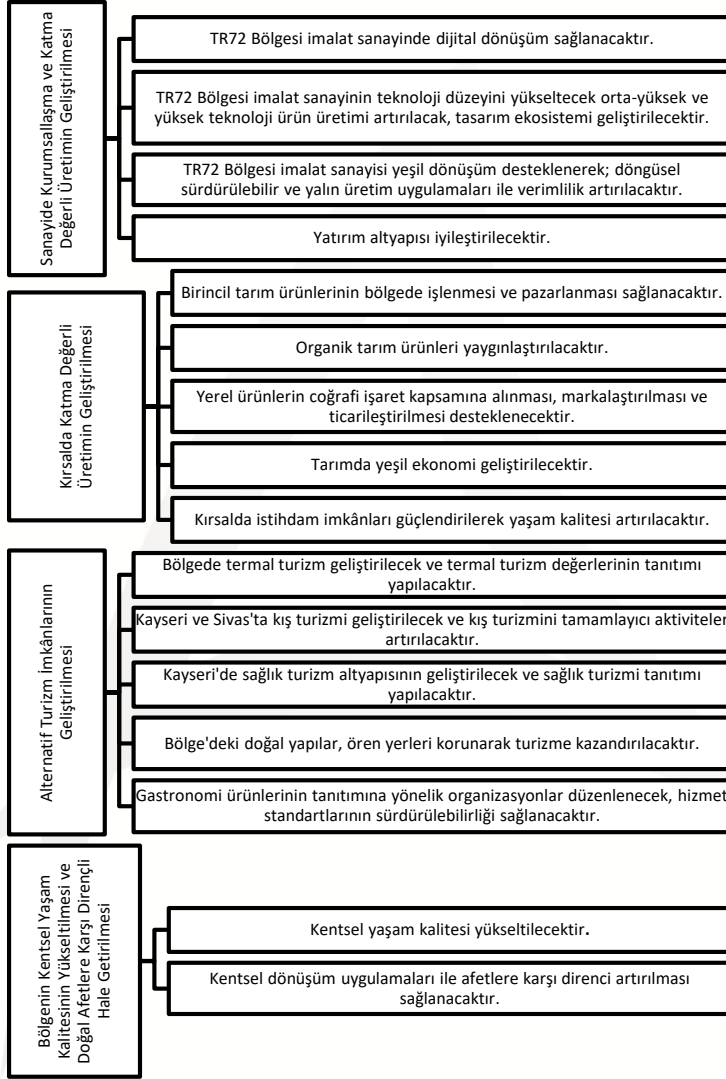 Sanayide Kurumsallaşma ve Katma
Değerli Üretimin Geliştirilmesi
TR72 Bölgesi imalat sanayinde dijital dönüşüm sağlanacaktır.
TR72 Bölgesi imalat sanayinin teknoloji düzeyini yükseltecek orta-yüksek ve
yüksek teknoloji ürün üretimi artırılacak, tasarım ekosistemi geliştirilecektir.
TR72 Bölgesi imalat sanayisi yeşil dönüşüm desteklenerek; döngüsel
sürdürülebilir ve yalın üretim uygulamaları ile verimlilik artırılacaktır.
Yatırım altyapısı iyileştirilecektir.
Kırsalda Katma Değerli
Üretimin Geliştirilmesi
Birincil tarım ürünlerinin bölgede işlenmesi ve pazarlanması sağlanacaktır.
Organik tarım ürünleri yaygınlaştırılacaktır.
Yerel ürünlerin coğrafi işaret kapsamına alınması, markalaştırılması ve
ticarileştirilmesi desteklenecektir.
Tarımda yeşil ekonomi geliştirilecektir.
Kırsalda istihdam imkânları güçlendirilerek yaşam kalitesi artırılacaktır.
Alternatif Turizm İmkânlarının
Geliştirilmesi
Bölgede termal turizm geliştirilecek ve termal turizm değerlerinin tanıtımı
yapılacaktır.
Kayseri ve Sivas'ta kış turizmi geliştirilecek ve kış turizmini tamamlayıcı aktiviteler
artırılacaktır.
Kayseri'de sağlık turizm altyapısının geliştirilecek ve sağlık turizmi tanıtımı
yapılacaktır.
Bölge'deki doğal yapılar, ören yerleri korunarak turizme kazandırılacaktır.
Gastronomi ürünlerinin tanıtımına yönelik organizasyonlar düzenlenecek, hizmet
standartlarının sürdürülebilirliği sağlanacaktır.
Bölgenin Kentsel Yaşam
Kalitesinin Yükseltilmesi ve
Doğal Afetlere Karşı Dirençli
Hale Getirilmesi
Kentsel yaşam kalitesi yükseltilecektir.
Kentsel dönüşüm uygulamaları ile afetlere karşı direnci artırılması
sağlanacaktır.